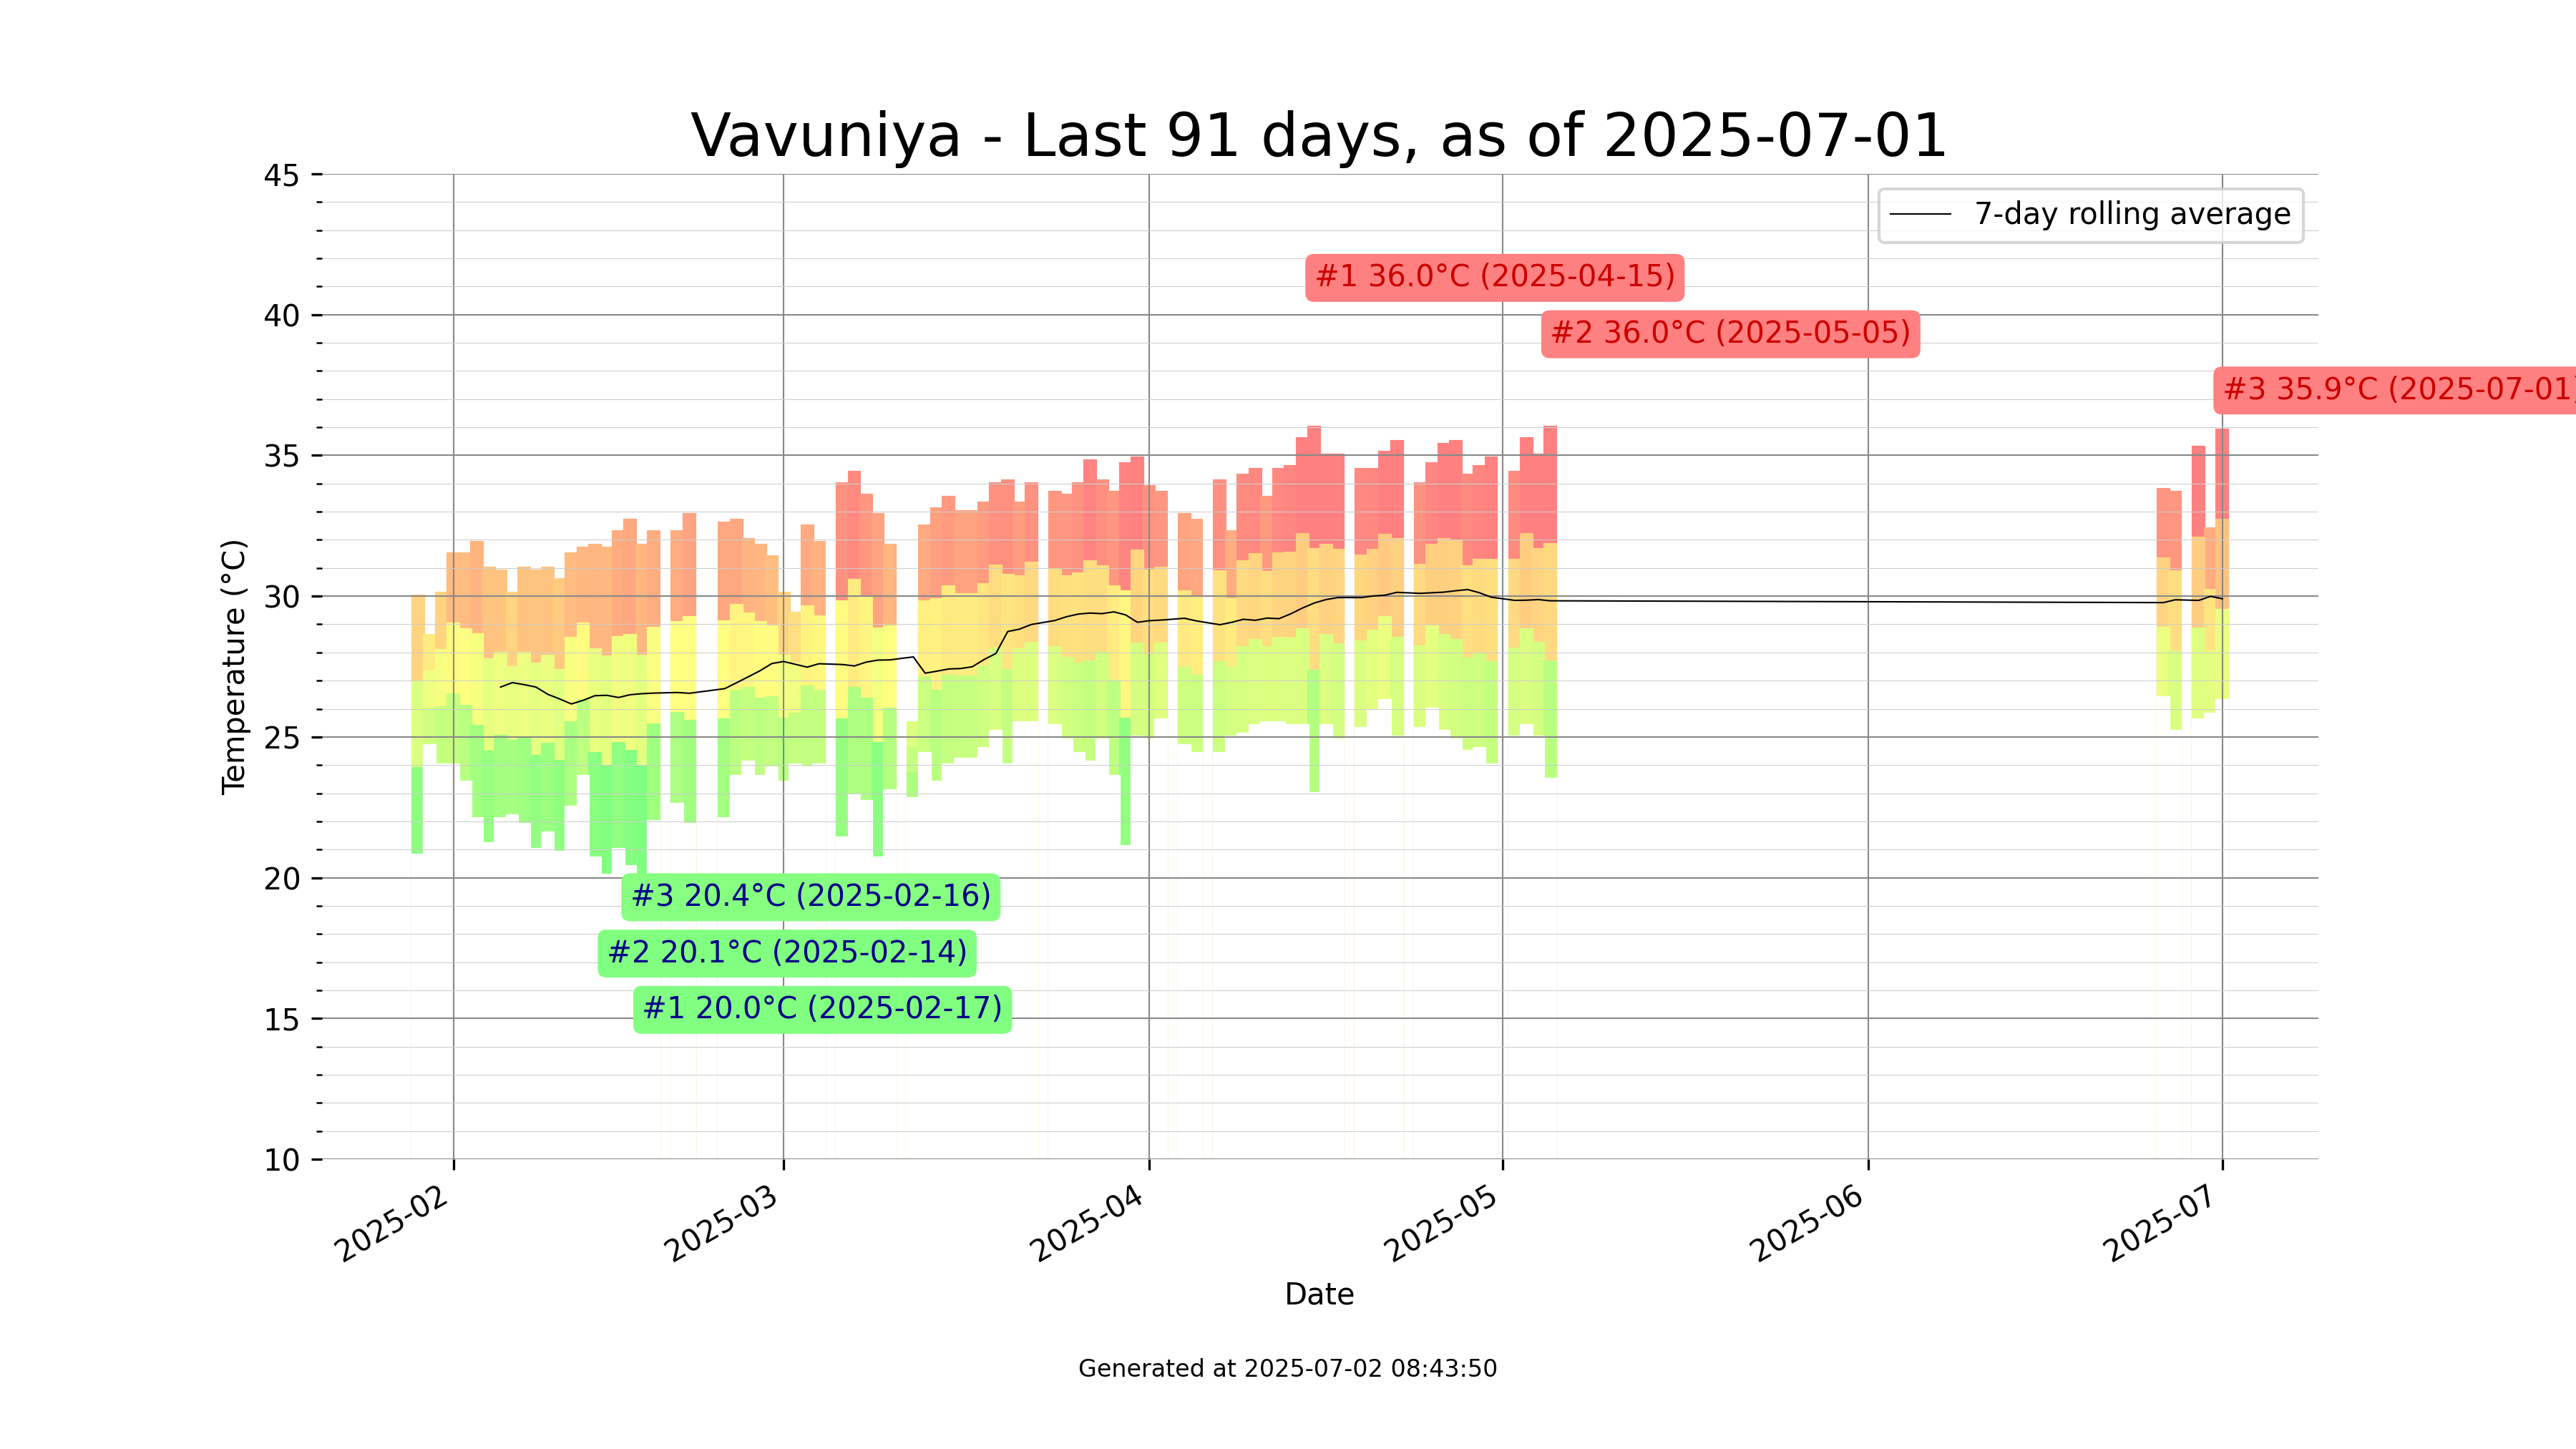 Vavuniya - Last 91 days, as of 2025-07-01
45
40
35
30
25
20
15
10
Temperature (°C)
7-day rolling average
#1 36.0°C (2025-04-15)
#2 36.0°C (2025-05-05)
#3 35.9°C (2025-07-01)
#3 20.4°C (2025-02-16)
#2 20.1°C (2025-02-14)
#1 20.0°C (2025-02-17)
2025-02
2025-03
2025-04
2025-05
2025-06
2025-07
Date
Generated at 2025-07-02 08:43:50